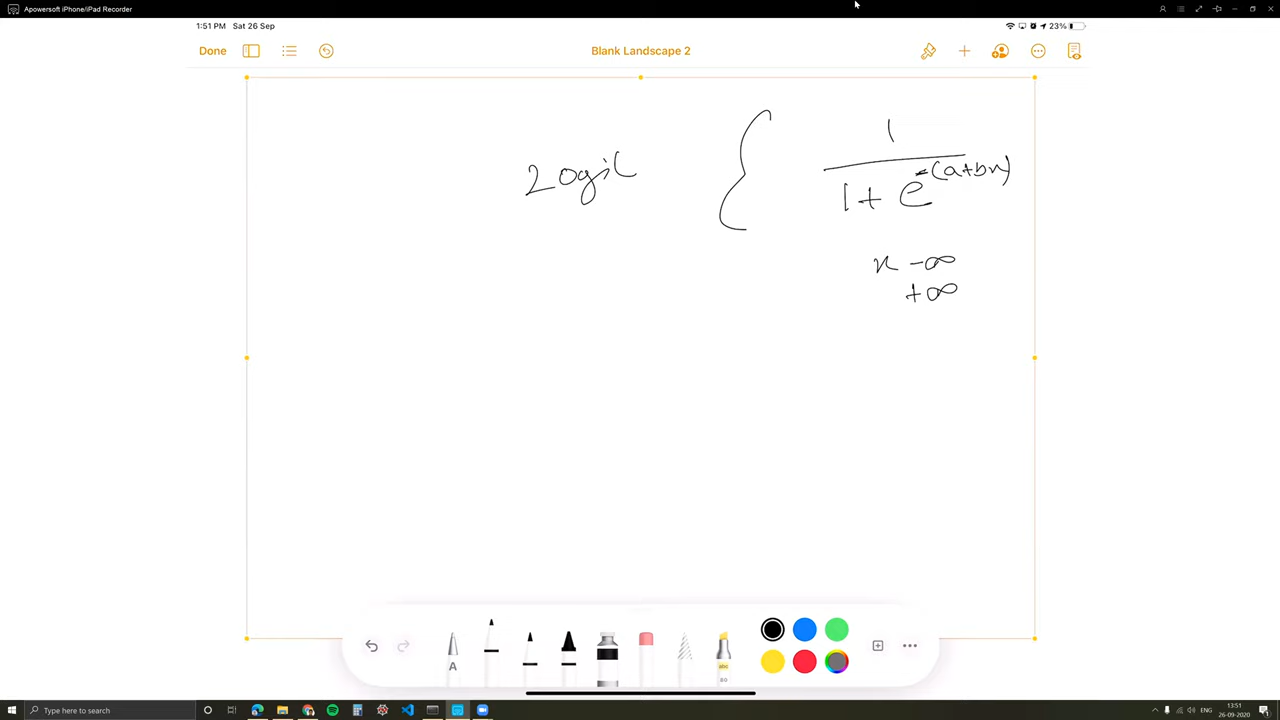 Apowersoft iPhone/iPad Recorder
1:51 PM Sat 26 Sep
23%
Done
Blank Landscape 2
Logit { 1
1 + e^-(a+bx)
x -∞
+∞
A
Type here to search
ENG
13:51
26-09-2020